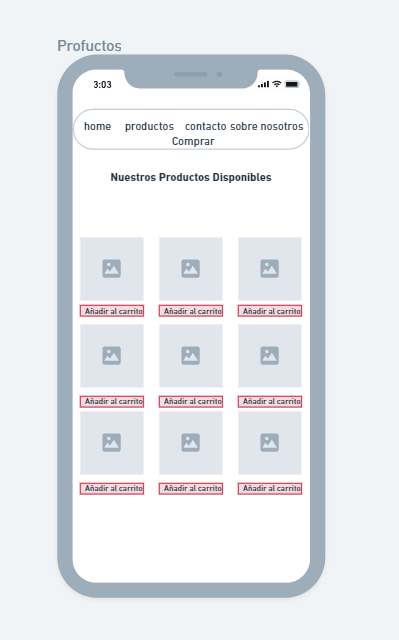 Profuctos
3:03
home productos contacto sobre nosotros
Comprar
Nuestros Productos Disponibles
Añadir al carrito Añadir al carrito Añadir al carrito
Añadir al carrito Añadir al carrito Añadir al carrito
Añadir al carrito Añadir al carrito Añadir al carrito